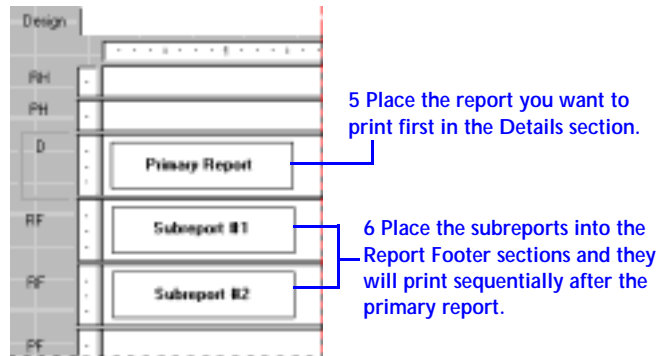 Design
RH
PH
5 Place the report you want to
print first in the Details section.
D
Primary Report
RF
Subreport #1
6 Place the subreports into the
Report Footer sections and they
will print sequentially after the
primary report.
RF
Subreport #2
PF